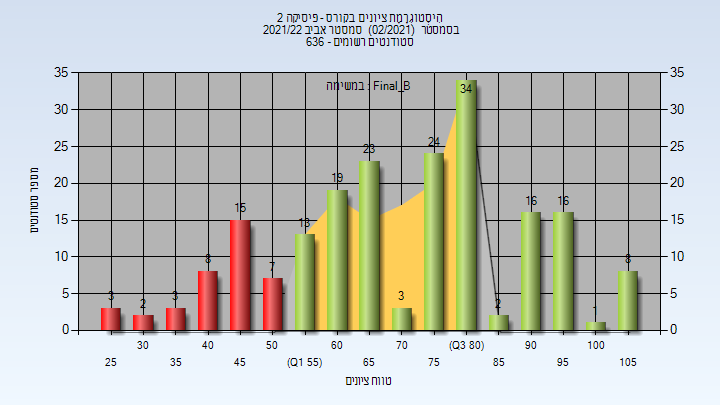 היסטוגרמת ציונים בקורס - פיסיקה 2
בסמסטר (02/2021) סמסטר אביב 2021/22
סטודנטים רשומים - 636
במשימה : Final_B
מספר סטודנטים
35 35
30 30
25 25
20 20
15 15
10 10
5 5
0 0
3 2 3 8 15 7 13 19 23 3 24 34 2 16 16 1 8
30 40 50 60 70 (Q3 80) 90 100
25 35 45 (Q1 55) 65 75 85 95 105
טווח ציונים